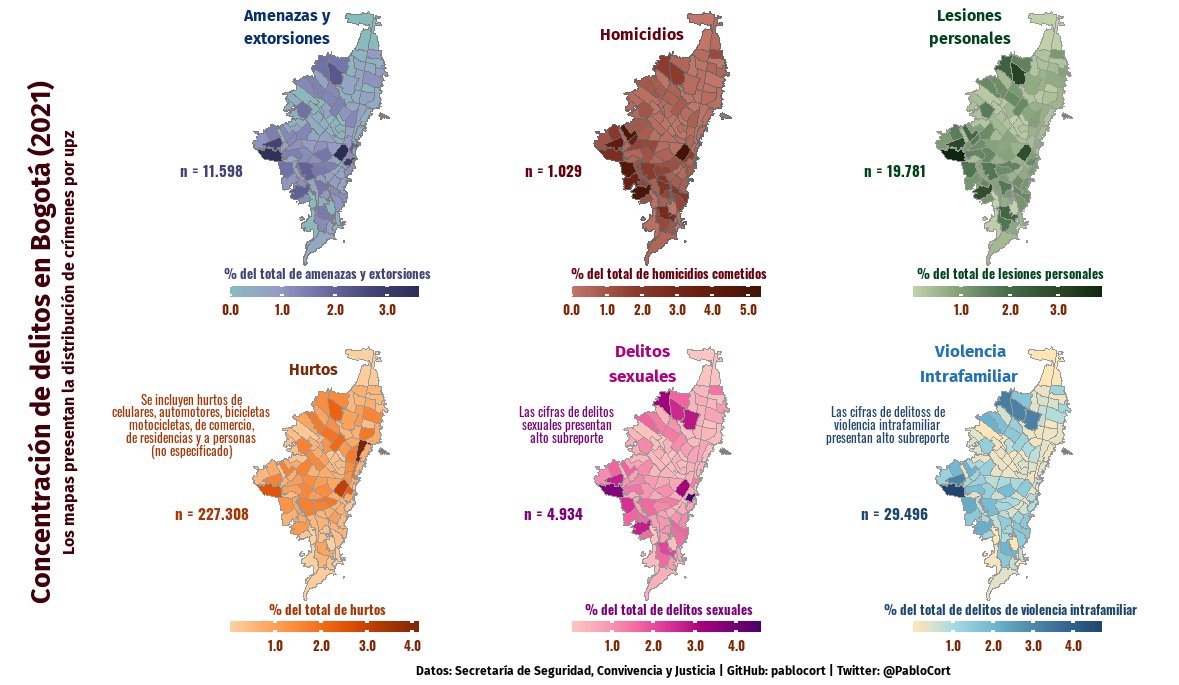 Concentración de delitos en Bogotá (2021)
Los mapas presentan la distribución de crímenes por upz
Amenazas y
extorsiones
n = 11.598
% del total de amenazas y extorsiones
0.0 1.0 2.0 3.0
Homicidios
n = 1.029
% del total de homicidios cometidos
0.0 1.0 2.0 3.0 4.0 5.0
Lesiones
personales
n = 19.781
% del total de lesiones personales
1.0 2.0 3.0
Hurtos
Se incluyen hurtos de
celulares, automotores, bicicletas
motocicletas, de comercio,
de residencias y a personas
(no especificado)
n = 227.308
% del total de hurtos
1.0 2.0 3.0 4.0
Delitos
sexuales
Las cifras de delitos
sexuales presentan
alto subreporte
n = 4.934
% del total de delitos sexuales
1.0 2.0 3.0 4.0
Violencia
Intrafamiliar
Las cifras de delitoss de
violencia intrafamiliar
presentan alto subreporte
n = 29.496
% del total de delitos de violencia intrafamiliar
1.0 2.0 3.0 4.0
Datos: Secretaría de Seguridad, Convivencia y Justicia | GitHub: pablocort | Twitter: @PabloCort